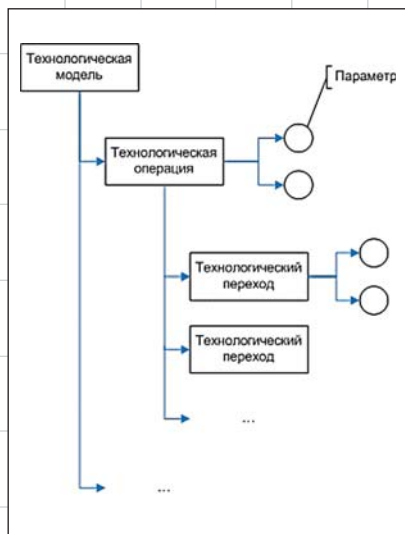 Технологическая
модель
Параметр
Технологическая
операция
Технологический
переход
Технологический
переход
...
...